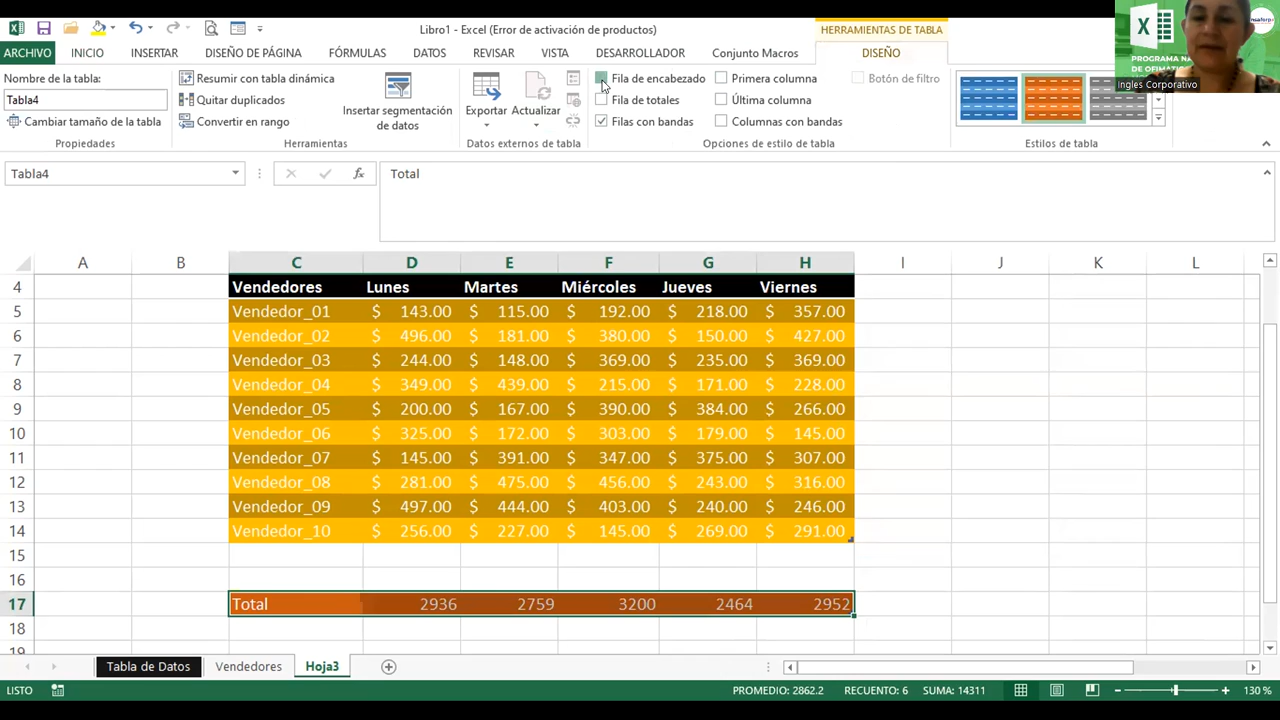 Libro1 - Excel (Error de activación de productos)
HERRAMIENTAS DE TABLA
ARCHIVO INICIO INSERTAR DISEÑO DE PÁGINA FÓRMULAS DATOS REVISAR VISTA DESARROLLADOR Conjunto Macros DISEÑO
PROGRAMA
DE OFIMATIC
Ingles Corporativo
Nombre de la tabla: Resumir con tabla dinámica Fila de encabezado Primera columna Botón de filtro
Tabla4 Quitar duplicados Insertar segmentación de datos Exportar Actualizar Fila de totales Última columna
Cambiar tamaño de la tabla Convertir en rango Filas con bandas Columnas con bandas
Propiedades Herramientas Datos externos de tabla Opciones de estilo de tabla Estilos de tabla
Tabla4 fx Total
A B C D E F G H I J K L
4 Vendedores Lunes Martes Miércoles Jueves Viernes
5 Vendedor_01 $ 143.00 $ 115.00 $ 192.00 $ 218.00 $ 357.00
6 Vendedor_02 $ 496.00 $ 181.00 $ 380.00 $ 150.00 $ 427.00
7 Vendedor_03 $ 244.00 $ 148.00 $ 369.00 $ 235.00 $ 369.00
8 Vendedor_04 $ 349.00 $ 439.00 $ 215.00 $ 171.00 $ 228.00
9 Vendedor_05 $ 200.00 $ 167.00 $ 390.00 $ 384.00 $ 266.00
10 Vendedor_06 $ 325.00 $ 172.00 $ 303.00 $ 179.00 $ 145.00
11 Vendedor_07 $ 145.00 $ 391.00 $ 347.00 $ 375.00 $ 307.00
12 Vendedor_08 $ 281.00 $ 475.00 $ 456.00 $ 243.00 $ 316.00
13 Vendedor_09 $ 497.00 $ 444.00 $ 403.00 $ 240.00 $ 246.00
14 Vendedor_10 $ 256.00 $ 227.00 $ 145.00 $ 269.00 $ 291.00
15
16
17 Total 2936 2759 3200 2464 2952
18
Tabla de Datos Vendedores Hoja3
LISTO PROMEDIO: 2862.2 RECUENTO: 6 SUMA: 14311 130 %